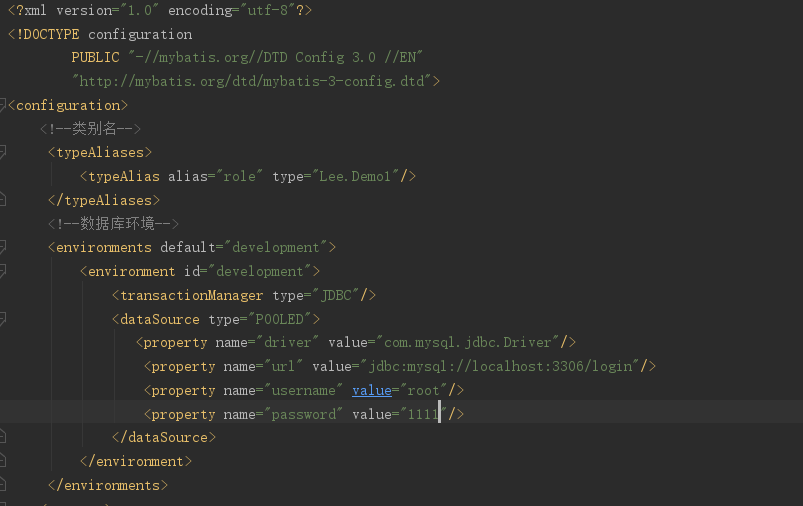 <?xml version="1.0" encoding="utf-8"?>
<!DOCTYPE configuration
PUBLIC "-//mybatis.org//DTD Config 3.0 //EN"
"http://mybatis.org/dtd/mybatis-3-config.dtd">
<configuration>
<!--类别名-->
<typeAliases>
<typeAlias alias="role" type="Lee.Demo1"/>
</typeAliases>
<!--数据库环境-->
<environments default="development">
<environment id="development">
<transactionManager type="JDBC"/>
<dataSource type="POOLED">
<property name="driver" value="com.mysql.jdbc.Driver"/>
<property name="url" value="jdbc:mysql://localhost:3306/login"/>
<property name="username" value="root"/>
<property name="password" value="1111"/>
</dataSource>
</environment>
</environments>